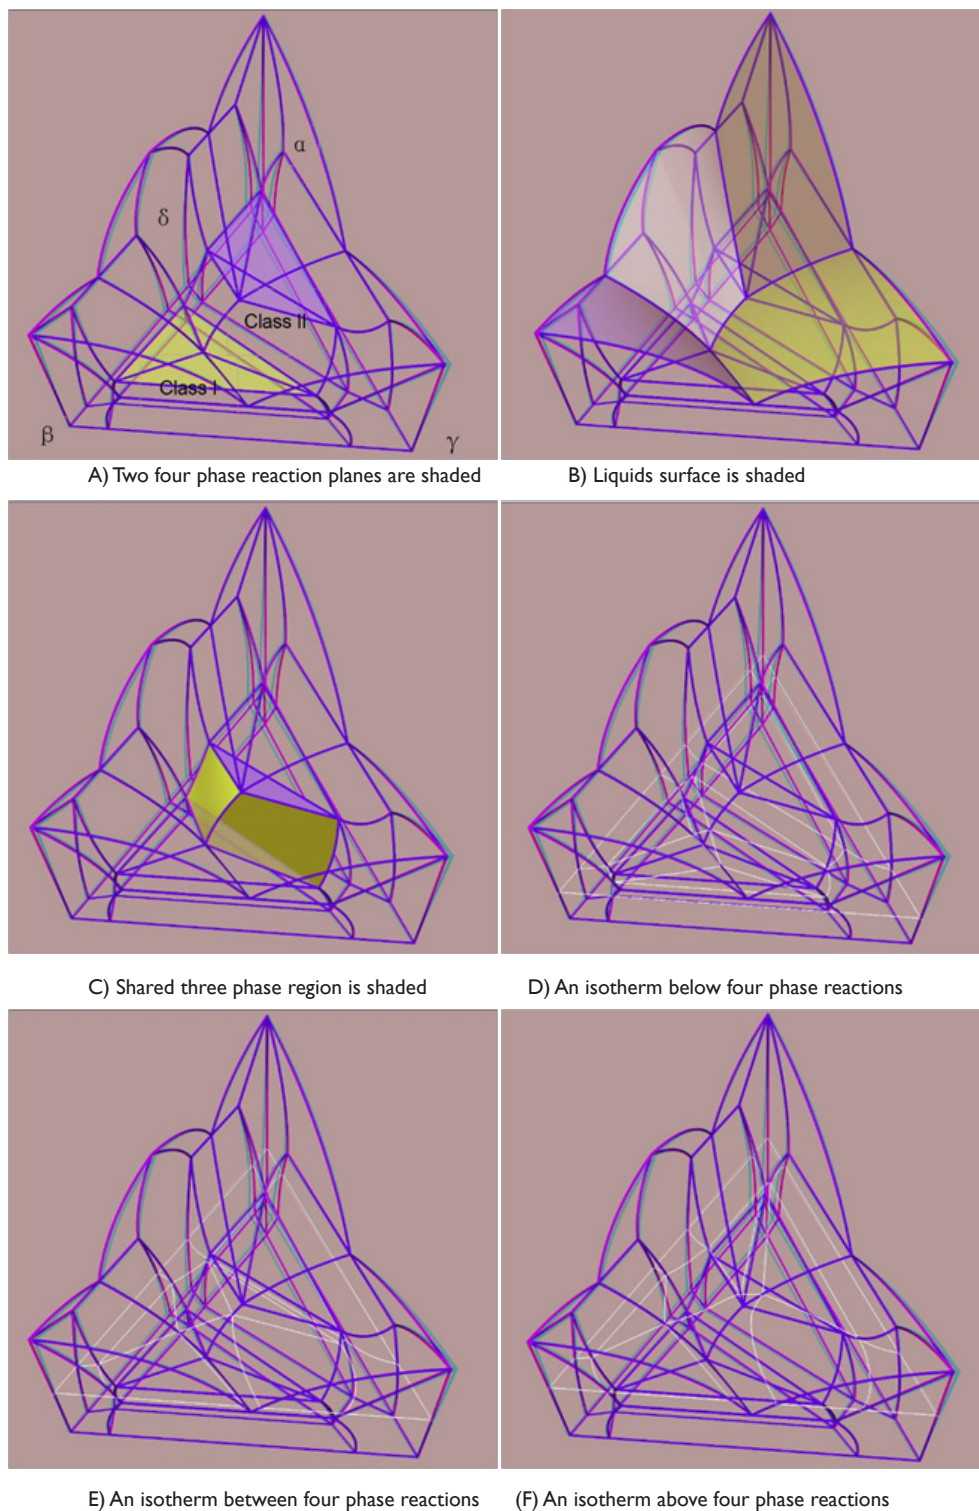 α
δ
Class II
Class I
β
γ
A) Two four phase reaction planes are shaded
B) Liquids surface is shaded
C) Shared three phase region is shaded
D) An isotherm below four phase reactions
E) An isotherm between four phase reactions
(F) An isotherm above four phase reactions